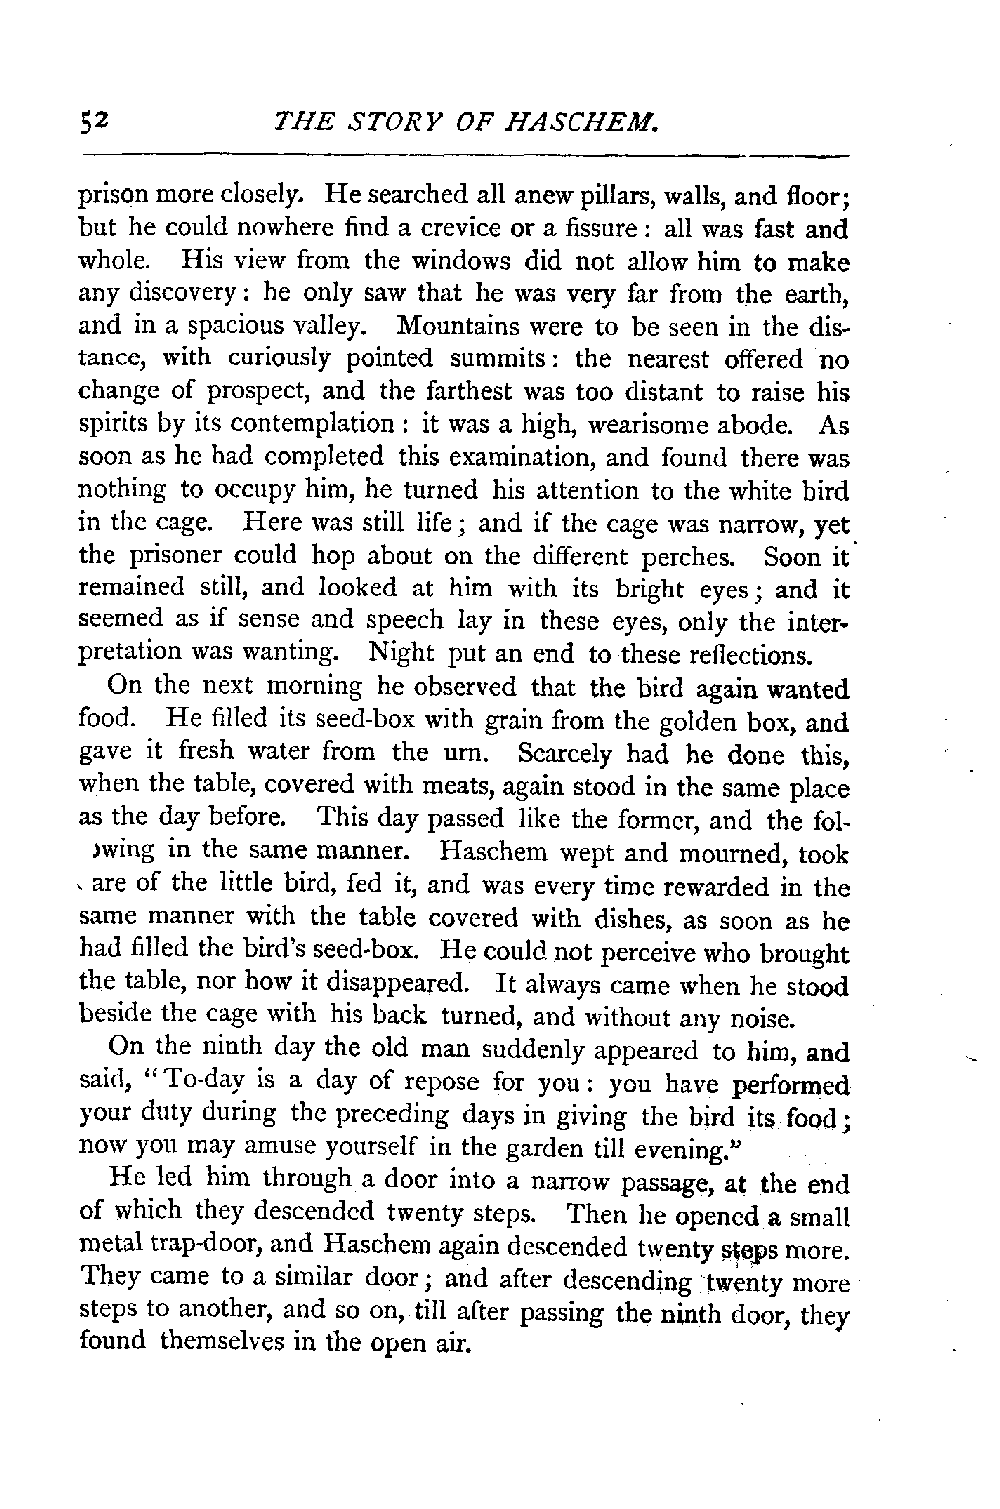 52 THE STORY OF HASCHEM.
prison more closely. He searched all anew pillars, walls, and floor;
but he could nowhere find a crevice or a fissure: all was fast and
whole. His view from the windows did not allow him to make
any discovery: he only saw that he was very far from the earth,
and in a spacious valley. Mountains were to be seen in the dis-
tance, with curiously pointed summits: the nearest offered no
change of prospect, and the farthest was too distant to raise his
spirits by its contemplation: it was a high, wearisome abode. As
soon as he had completed this examination, and found there was
nothing to occupy him, he turned his attention to the white bird
in the cage. Here was still life; and if the cage was narrow, yet
the prisoner could hop about on the different perches. Soon it
remained still, and looked at him with its bright eyes; and it
seemed as if sense and speech lay in these eyes, only the inter-
pretation was wanting. Night put an end to these reflections.
On the next morning he observed that the bird again wanted
food. He filled its seed-box with grain from the golden box, and
gave it fresh water from the urn. Scarcely had he done this,
when the table, covered with meats, again stood in the same place
as the day before. This day passed like the former, and the fol-
owing in the same manner. Haschem wept and mourned, took
are of the little bird, fed it, and was every time rewarded in the
same manner with the table covered with dishes, as soon as he
had filled the bird's seed-box. He could not perceive who brought
the table, nor how it disappeared. It always came when he stood
beside the cage with his back turned, and without any noise.
On the ninth day the old man suddenly appeared to him, and
said, "To-day is a day of repose for you: you have performed
your duty during the preceding days in giving the bird its food;
now you may amuse yourself in the garden till evening."
He led him through a door into a narrow passage, at the end
of which they descended twenty steps. Then he opened a small
metal trap-door, and Haschem again descended twenty steps more.
They came to a similar door; and after descending twenty more
steps to another, and so on, till after passing the ninth door, they
found themselves in the open air.